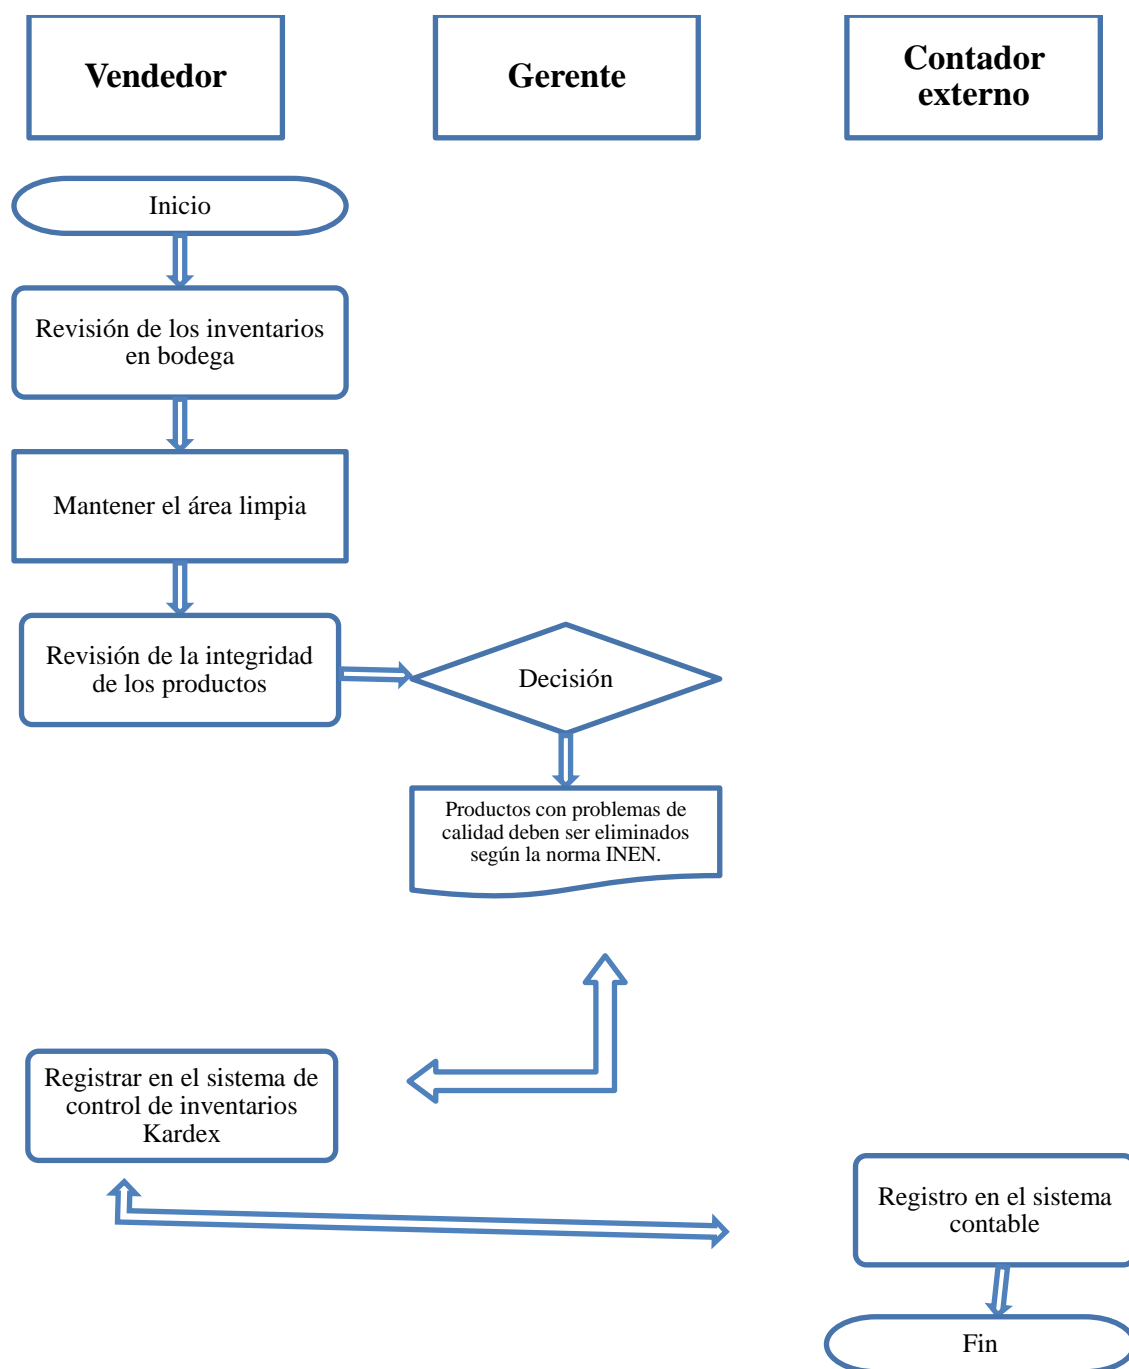 Vendedor
Gerente
Contador
externo
Inicio
Revisión de los inventarios
en bodega
Mantener el área limpia
Revisión de la integridad
de los productos
Decisión
Productos con problemas de
calidad deben ser eliminados
según la norma INEN.
Registrar en el sistema de
control de inventarios
Kardex
Registro en el sistema
contable
Fin